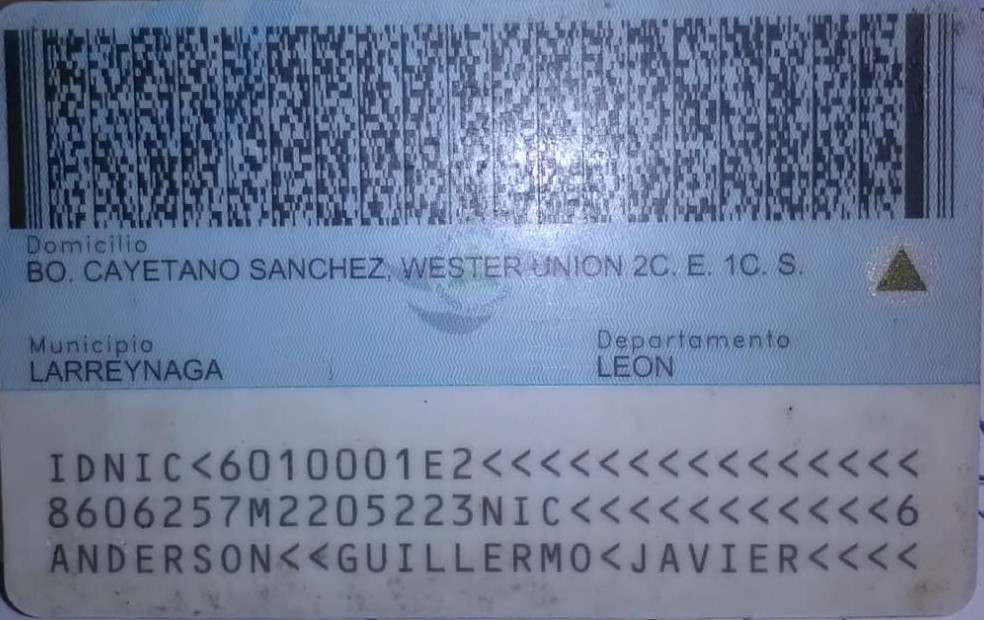 Domicilio
BO. CAYETANO SANCHEZ, WESTER UNION 2C. E. 1C. S.
Municipio
LARREYNAGA
Departamento
LEON
IDNIC<6010001E2<<<<<<<<<<<<<<<
8606257M2205223NIC<<<<<<<<<<<6
ANDERSON<<GUILLERMO<JAVIER<<<<